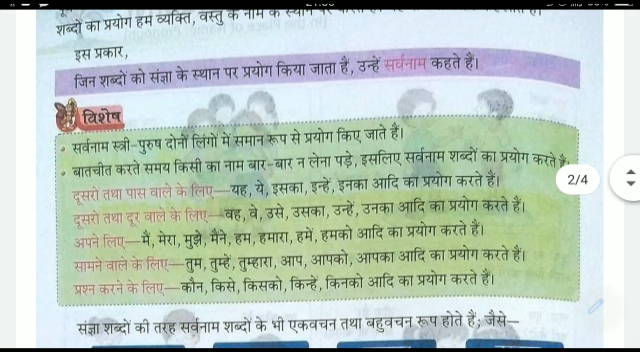 शब्दों का प्रयोग हम व्यक्ति, वस्तु के नाम के स्थान पर
इस प्रकार,
जिन शब्दों को संज्ञा के स्थान पर प्रयोग किया जाता है, उन्हें सर्वनाम कहते हैं।
विशेष
• सर्वनाम स्त्री-पुरुष दोनों लिंगों में समान रूप से प्रयोग किए जाते हैं।
• बातचीत करते समय किसी का नाम बार-बार न लेना पड़े, इसलिए सर्वनाम शब्दों का प्रयोग करते हैं
दूसरों तथा पास वाले के लिए—यह, ये, इसका, इन्हें, इनका आदि का प्रयोग करते हैं।
2/4
दूसरों तथा दूर वाले के लिए—वह, वे, उसे, उसका, उन्हें, उनका आदि का प्रयोग करते हैं।
अपने लिए—मैं, मेरा, मुझे, मैंने, हम, हमारा, हमें, हमको आदि का प्रयोग करते हैं।
सामने वाले के लिए—तुम, तुम्हें, तुम्हारा, आप, आपको, आपका आदि का प्रयोग करते हैं।
प्रश्न करने के लिए—कौन, किसे, किसको, किन्हें, किनको आदि का प्रयोग करते हैं।
संज्ञा शब्दों की तरह सर्वनाम शब्दों के भी एकवचन तथा बहुवचन रूप होते हैं; जैसे—